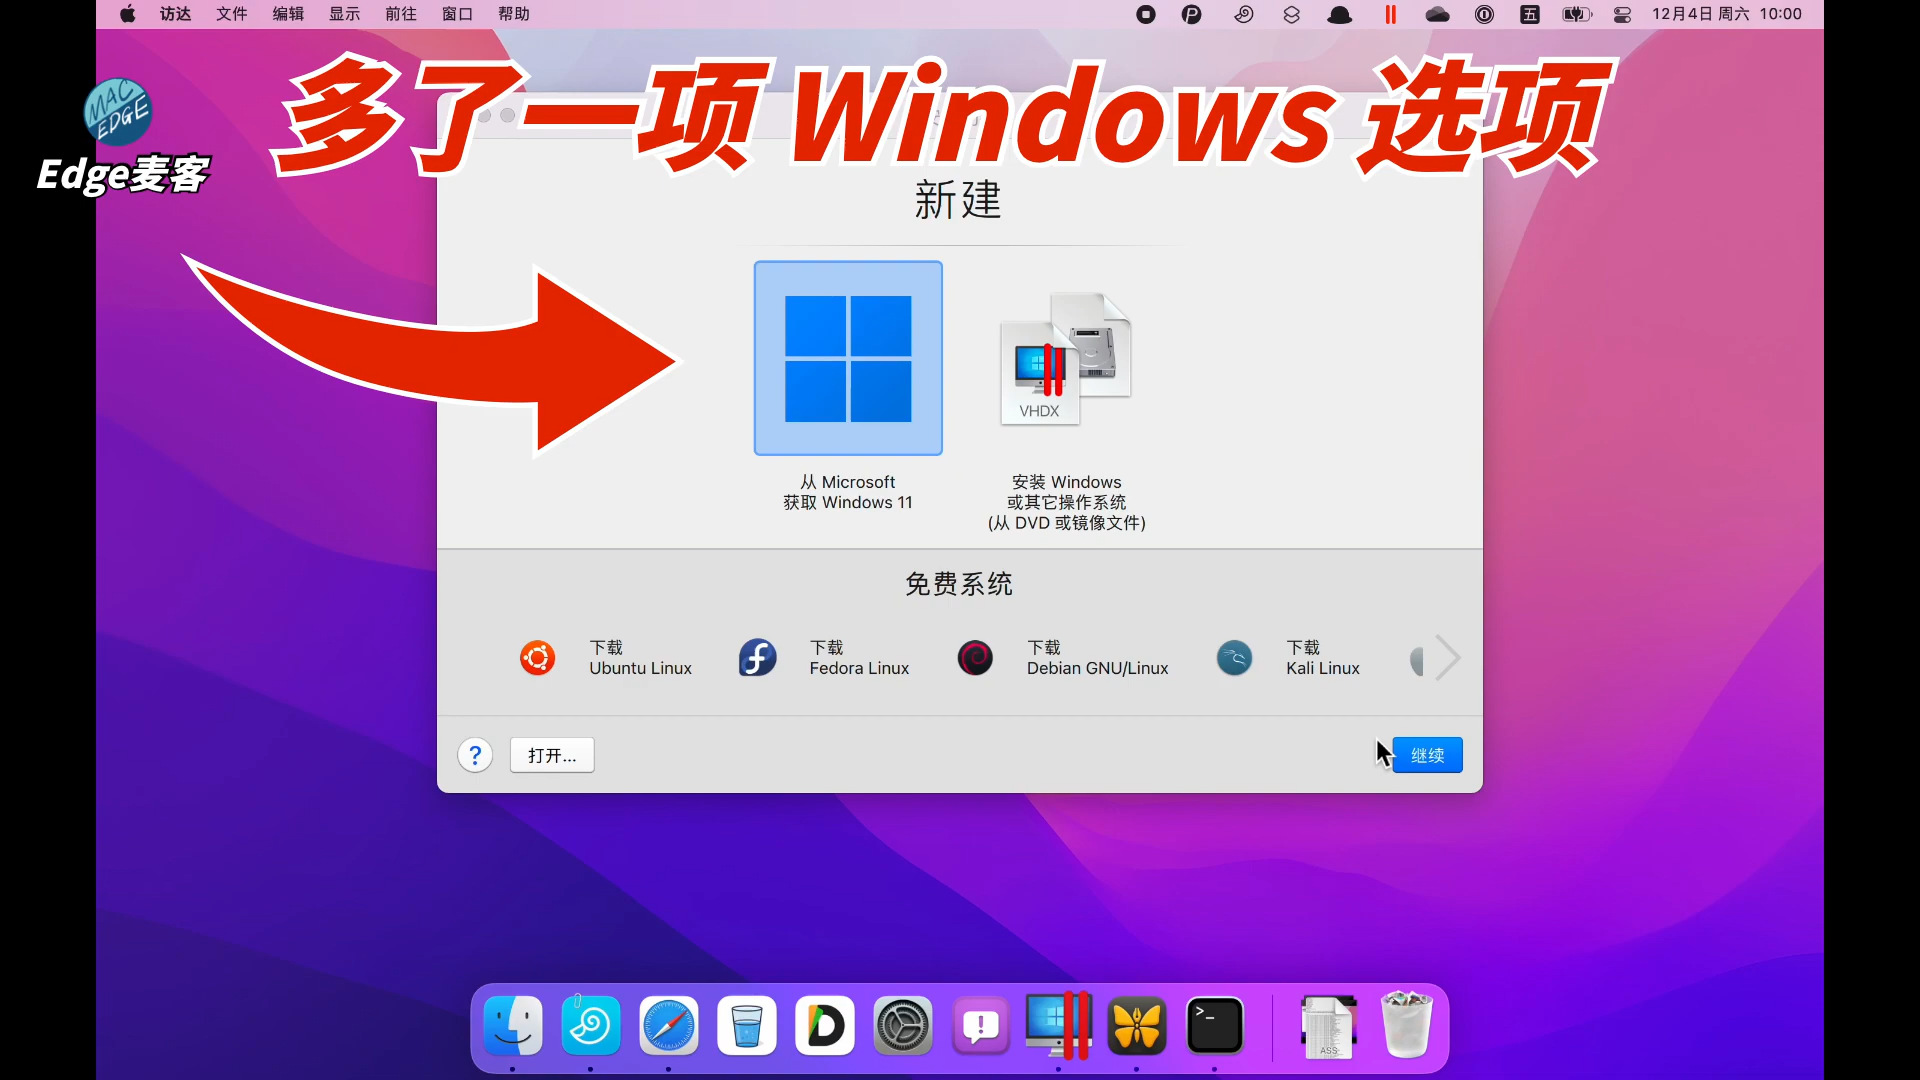 访达 文件 编辑 显示 前往 窗口 帮助 五 12月4日 周六 10:00
多了一项 Windows 选项
MAC
EDGE
Edge麦客
新建
VHDX
从 Microsoft
获取 Windows 11
安装 Windows
或其它操作系统
(从 DVD 或镜像文件)
免费系统
下载
Ubuntu Linux
下载
Fedora Linux
下载
Debian GNU/Linux
下载
Kali Linux
?
打开...
继续
>_
ASS